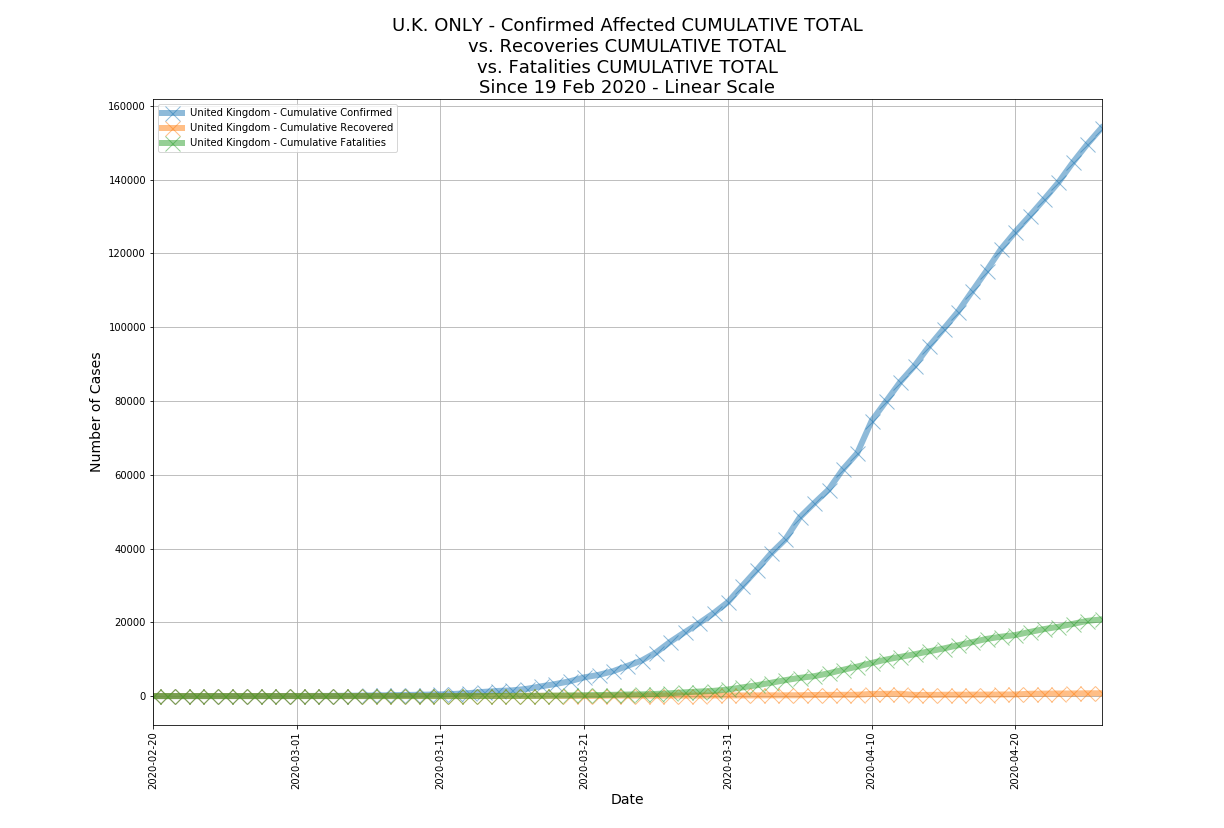 U.K. ONLY - Confirmed Affected CUMULATIVE TOTAL
vs. Recoveries CUMULATIVE TOTAL
vs. Fatalities CUMULATIVE TOTAL
Since 19 Feb 2020 - Linear Scale
United Kingdom - Cumulative Confirmed
United Kingdom - Cumulative Recovered
United Kingdom - Cumulative Fatalities
Number of Cases
160000
140000
120000
100000
80000
60000
40000
20000
0
2020-02-20
2020-03-01
2020-03-11
2020-03-21
2020-03-31
2020-04-10
2020-04-20
Date